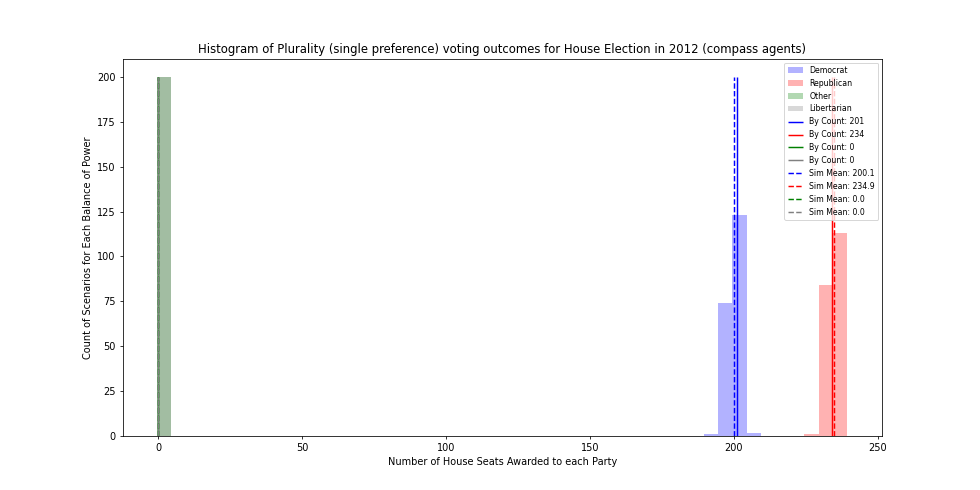 Histogram of Plurality (single preference) voting outcomes for House Election in 2012 (compass agents)
Count of Scenarios for Each Balance of Power
200
175
150
125
100
75
50
25
0
Democrat
Republican
Other
Libertarian
By Count: 201
By Count: 234
By Count: 0
By Count: 0
Sim Mean: 200.1
Sim Mean: 234.9
Sim Mean: 0.0
Sim Mean: 0.0
0 50 100 150 200 250
Number of House Seats Awarded to each Party